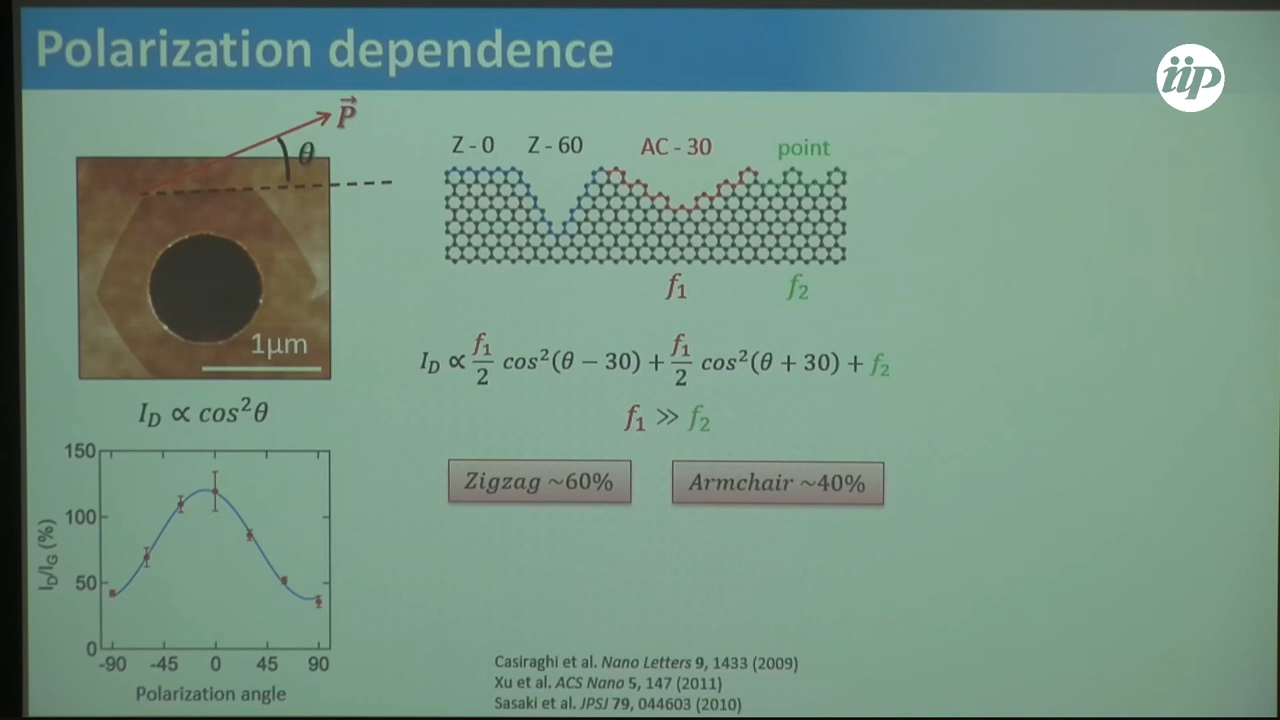 Polarization dependence
iip
P⃗
θ
1μm
I_D ∝ cos²θ
Z - 0 Z - 60 AC - 30 point
f₁ f₂
I_D ∝ f₁/2 cos²(θ − 30) + f₁/2 cos²(θ + 30) + f₂
f₁ ≫ f₂
Zigzag ~60% Armchair ~40%
150
100
50
0
I_D/I_G (%)
-90 -45 0 45 90
Polarization angle
Casiraghi et al. Nano Letters 9, 1433 (2009)
Xu et al. ACS Nano 5, 147 (2011)
Sasaki et al. JPSJ 79, 044603 (2010)